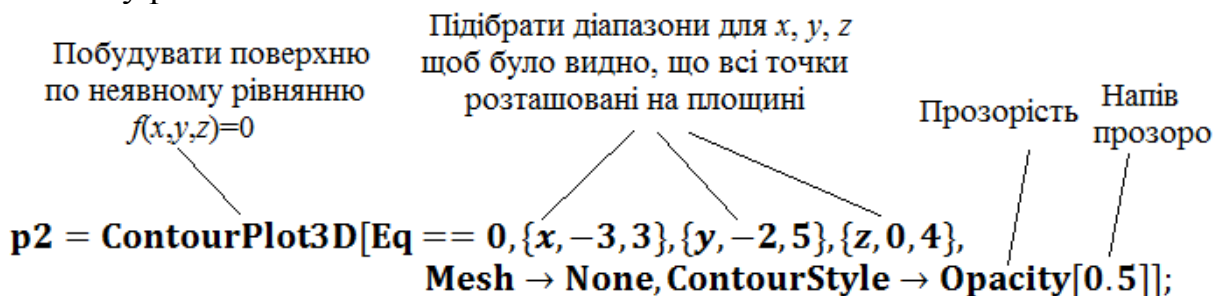 Побудувати поверхню
по неявному рівнянню
f(x,y,z)=0
Підібрати діапазони для x, y, z
щоб було видно, що всі точки
розташовані на площині
Прозорість
Напів
прозоро
p2 = ContourPlot3D[Eq == 0, {x, −3, 3}, {y, −2, 5}, {z, 0, 4},
Mesh → None, ContourStyle → Opacity[0.5]];